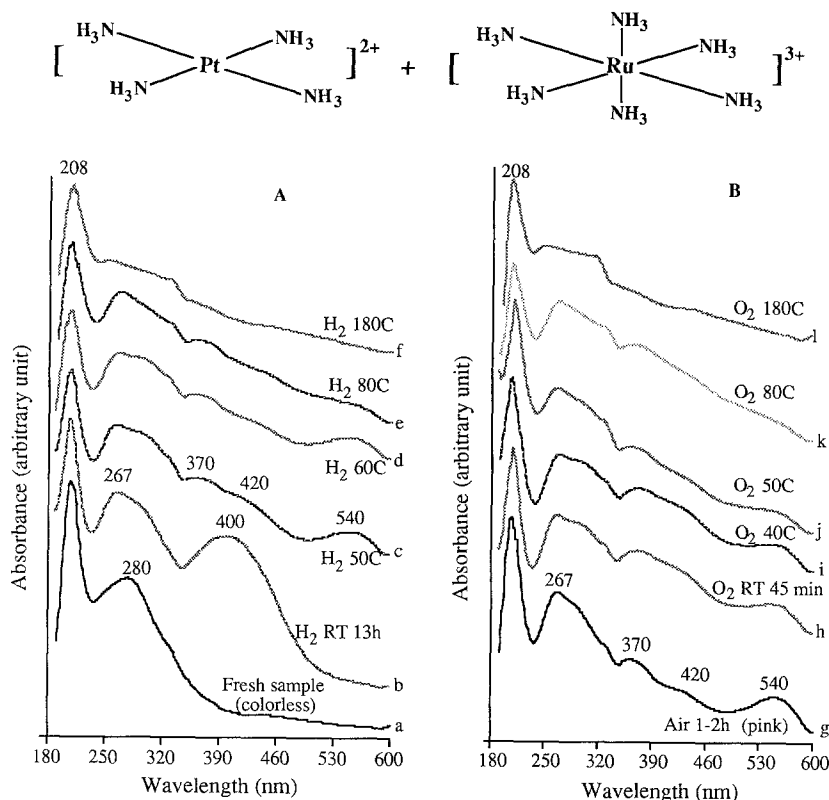 [ H₃N NH₃ Pt H₃N NH₃ ]²⁺ + [ NH₃ H₃N NH₃ Ru H₃N NH₃ NH₃ ]³⁺
A
208
H₂ 180C
f
H₂ 80C
e
H₂ 60C
d
267
370
420
540
H₂ 50C
c
400
280
H₂ RT 13h
b
Fresh sample
(colorless)
a
Absorbance (arbitrary unit)
180 250 320 390 460 530 600
Wavelength (nm)
B
208
O₂ 180C
l
O₂ 80C
k
O₂ 50C
j
O₂ 40C
i
O₂ RT 45 min
h
267
370
420
540
Air 1-2h (pink)
g
Absorbance (arbitrary unit)
180 250 320 390 460 530 600
Wavelength (nm)